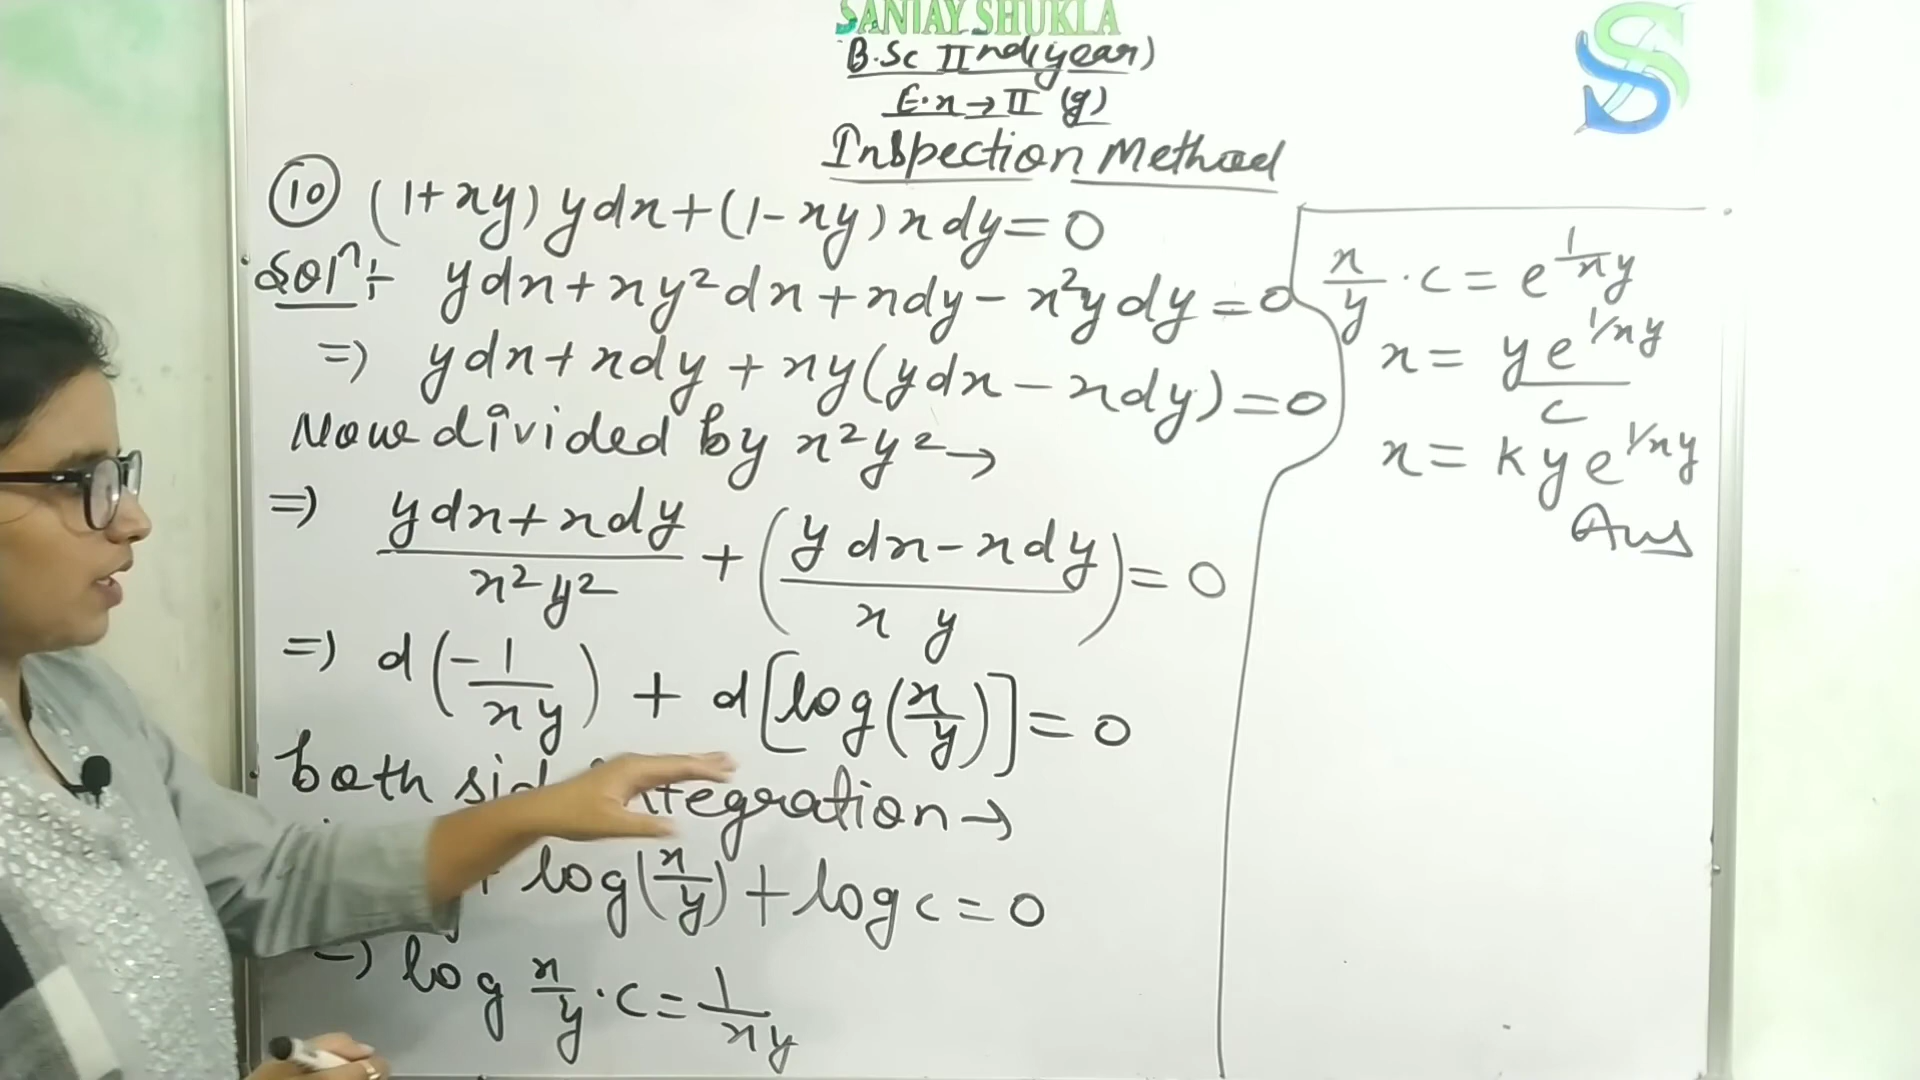 SANJAY SHUKLA
B.Sc IInd(year)
E.x → II (g)
Inspection Method
⑩ (1+xy) ydx+(1-xy) xdy=0
Solⁿ:- ydx+xy²dx+xdy-x²ydy=0
=) ydx+xdy+xy(ydx-xdy)=0
Now divided by x²y²→
=) (ydx+xdy)/(x²y²) + ((ydx-xdy)/(xy)) = 0
=) d(-1/(xy)) + d[log(x/y)] = 0
both side integration→
+ log(x/y)+logc=0
=) log x/y·c = 1/(xy)
x/y·c = e^(1/xy)
x = (ye^(1/xy))/c
x = kye^(1/xy)
Ans
SS